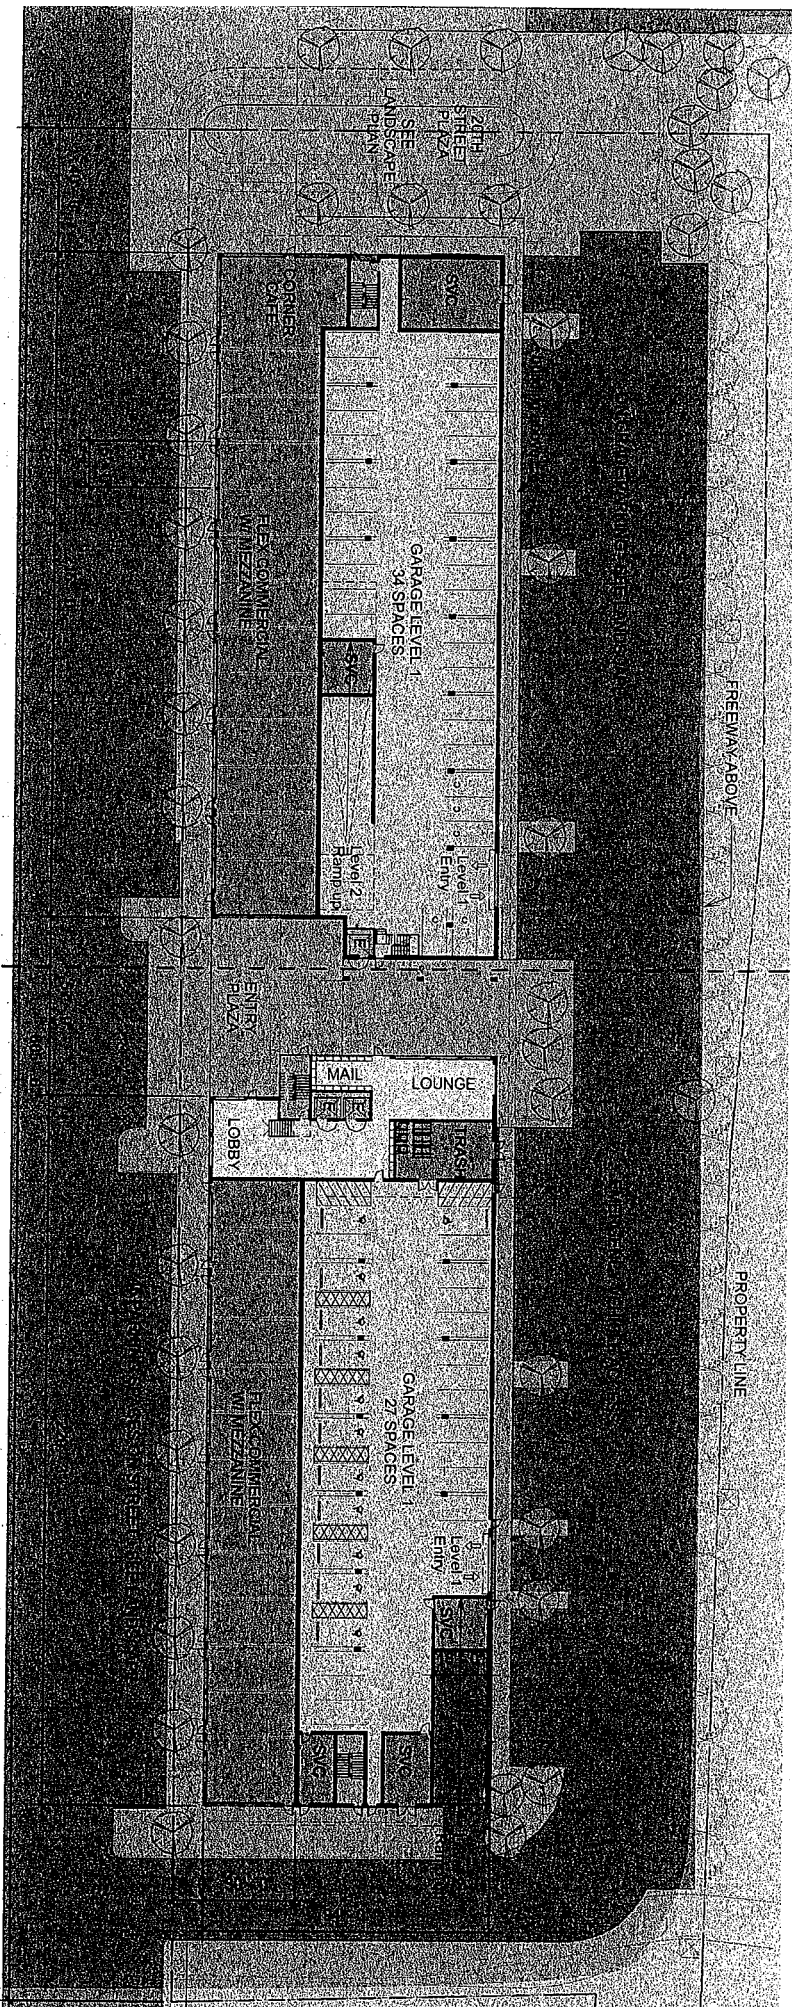 20TH
STREET
PLAZA
SEE
LANDSCAPE
PLAN
CORNER
CAFE
SVC
FLEX COMMERCIAL
W/ MEZZANINE
GARAGE LEVEL 1
34 SPACES
SVC
FREEWAY ABOVE
Level 2
Ramp up
Level 1
Entry
E
ENTRY
PLAZA
MAIL
LOUNGE
E
E
LOBBY
TRASH
PROPERTY LINE
FLEX COMMERCIAL
W/ MEZZANINE
GARAGE LEVEL 1
27 SPACES
Level 1
Entry
SVC
SVC
SVC